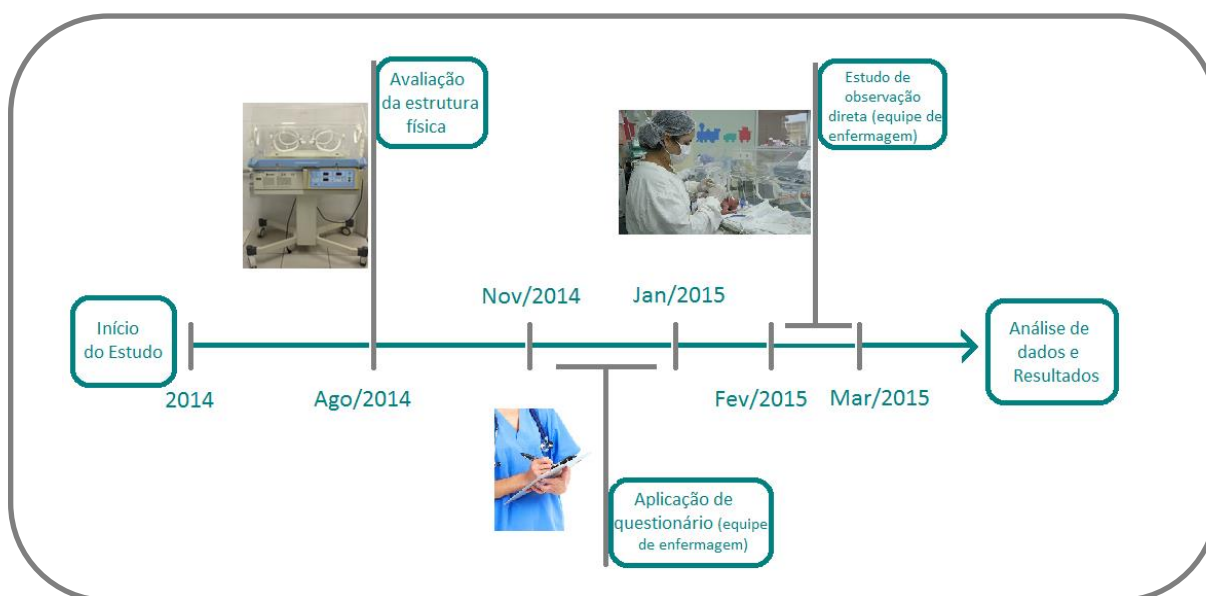 Avaliação
da estrutura
física
Estudo de
observação
direta (equipe de
enfermagem)
Nov/2014
Jan/2015
Início
do Estudo
Análise de
dados e
Resultados
2014
Ago/2014
Fev/2015
Mar/2015
Aplicação de
questionário (equipe
de enfermagem)